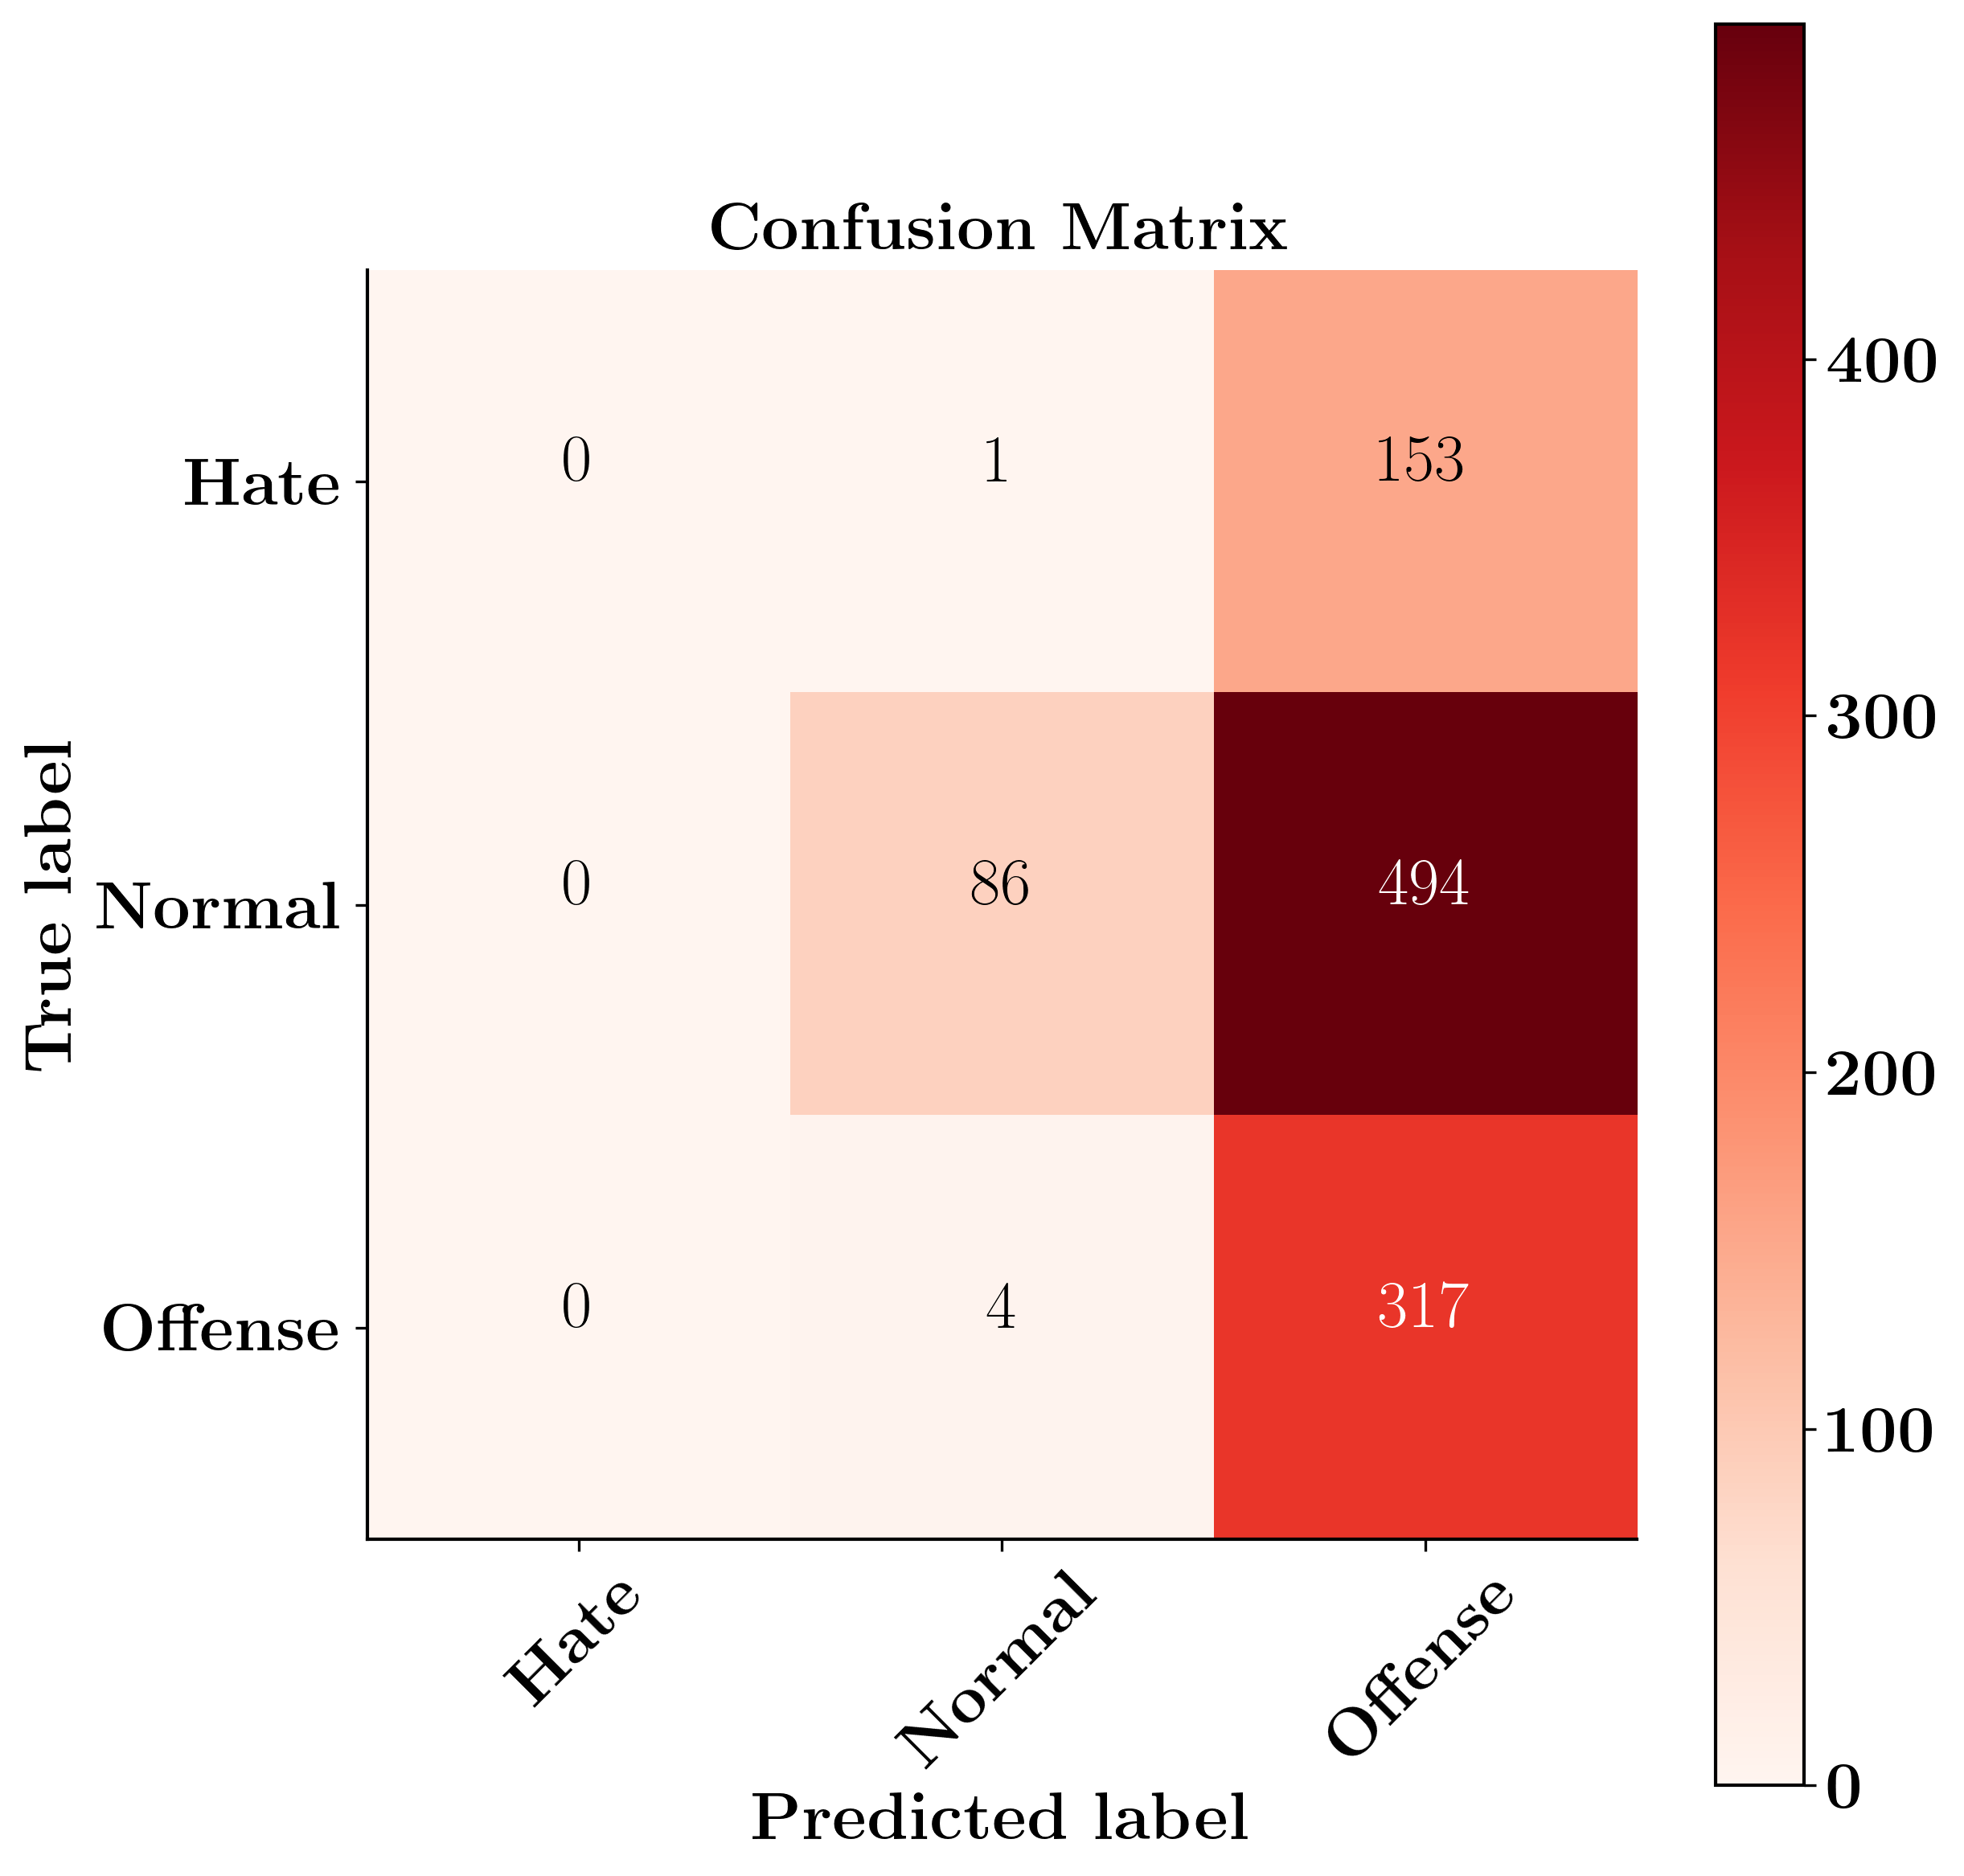 Confusion Matrix
True label
Hate
0
1
153
Normal
0
86
494
Offense
0
4
317
Hate
Normal
Offense
Predicted label
400
300
200
100
0